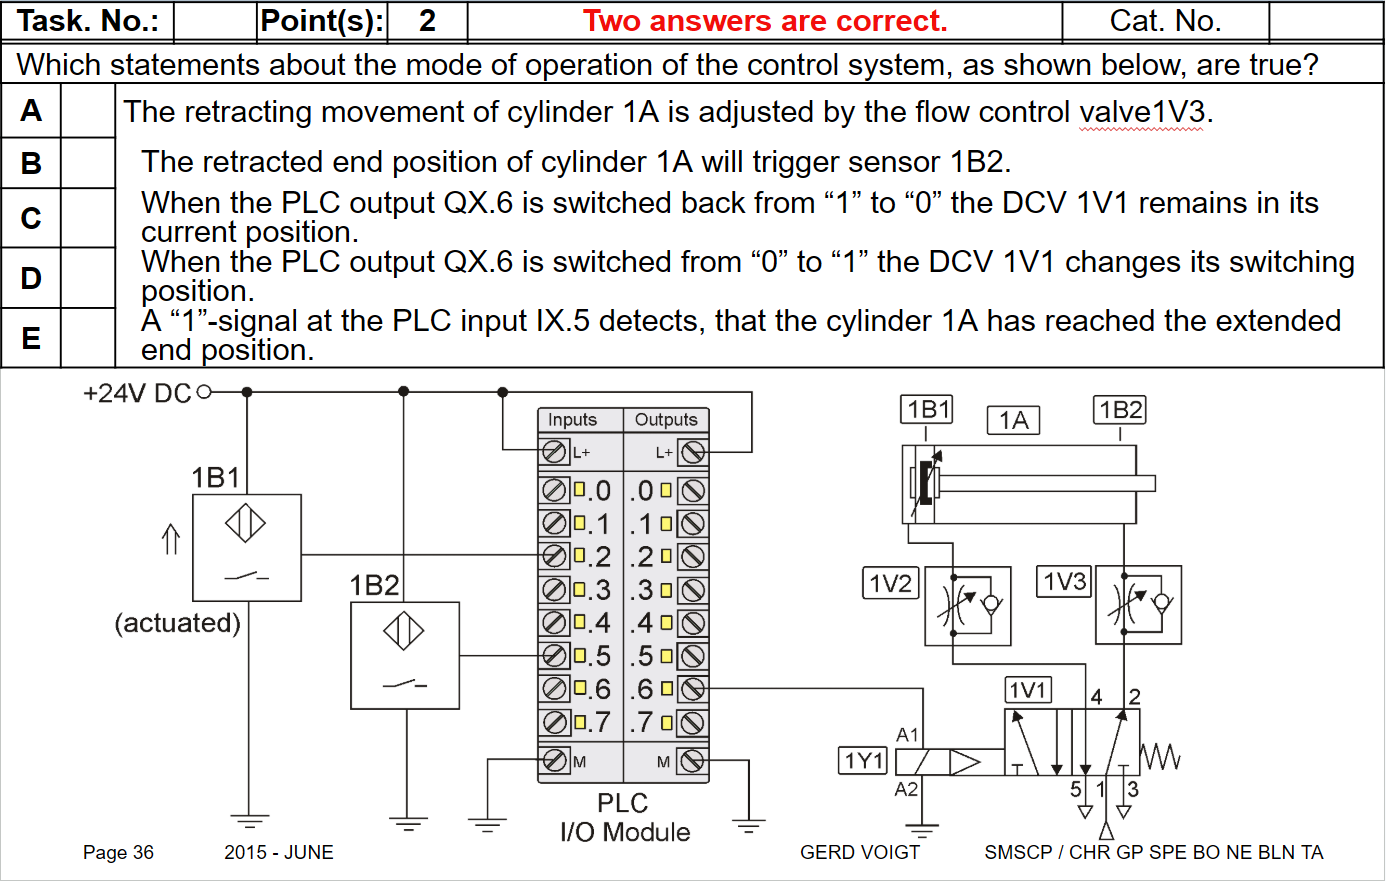 Task. No.: Point(s): 2 Two answers are correct. Cat. No.
Which statements about the mode of operation of the control system, as shown below, are true?
A The retracting movement of cylinder 1A is adjusted by the flow control valve1V3.
B The retracted end position of cylinder 1A will trigger sensor 1B2.
C When the PLC output QX.6 is switched back from “1” to “0” the DCV 1V1 remains in its
current position.
D When the PLC output QX.6 is switched from “0” to “1” the DCV 1V1 changes its switching
position.
E A “1”-signal at the PLC input IX.5 detects, that the cylinder 1A has reached the extended
end position.
+24V DC
1B1 1A 1B2
Inputs Outputs
L+ L+
1B1
.0 .0
.1 .1
.2 .2
1B2
1V2 1V3
.3 .3
(actuated)
.4 .4
.5 .5
.6 .6
1V1 4 2
.7 .7
A1
1Y1
M M
A2 5 1 3
PLC
I/O Module
Page 36 2015 - JUNE GERD VOIGT SMSCP / CHR GP SPE BO NE BLN TA